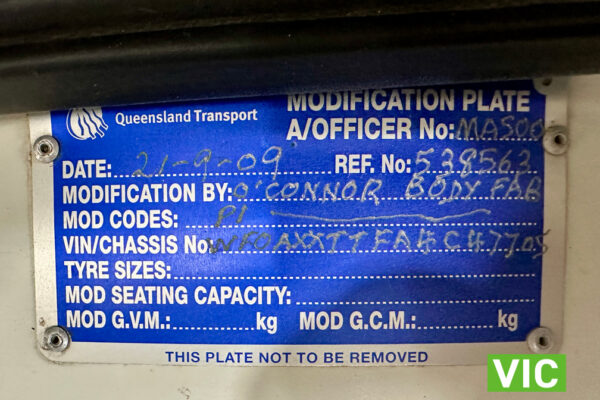 Queensland Transport
MODIFICATION PLATE
A/OFFICER No: MAS00
DATE: 21-9-09 REF. No: 538563
MODIFICATION BY: O'CONNOR BODY FAB
MOD CODES: P1
VIN/CHASSIS No.
TYRE SIZES:
MOD SEATING CAPACITY:
MOD G.V.M.: kg MOD G.C.M.: kg
THIS PLATE NOT TO BE REMOVED
VIC